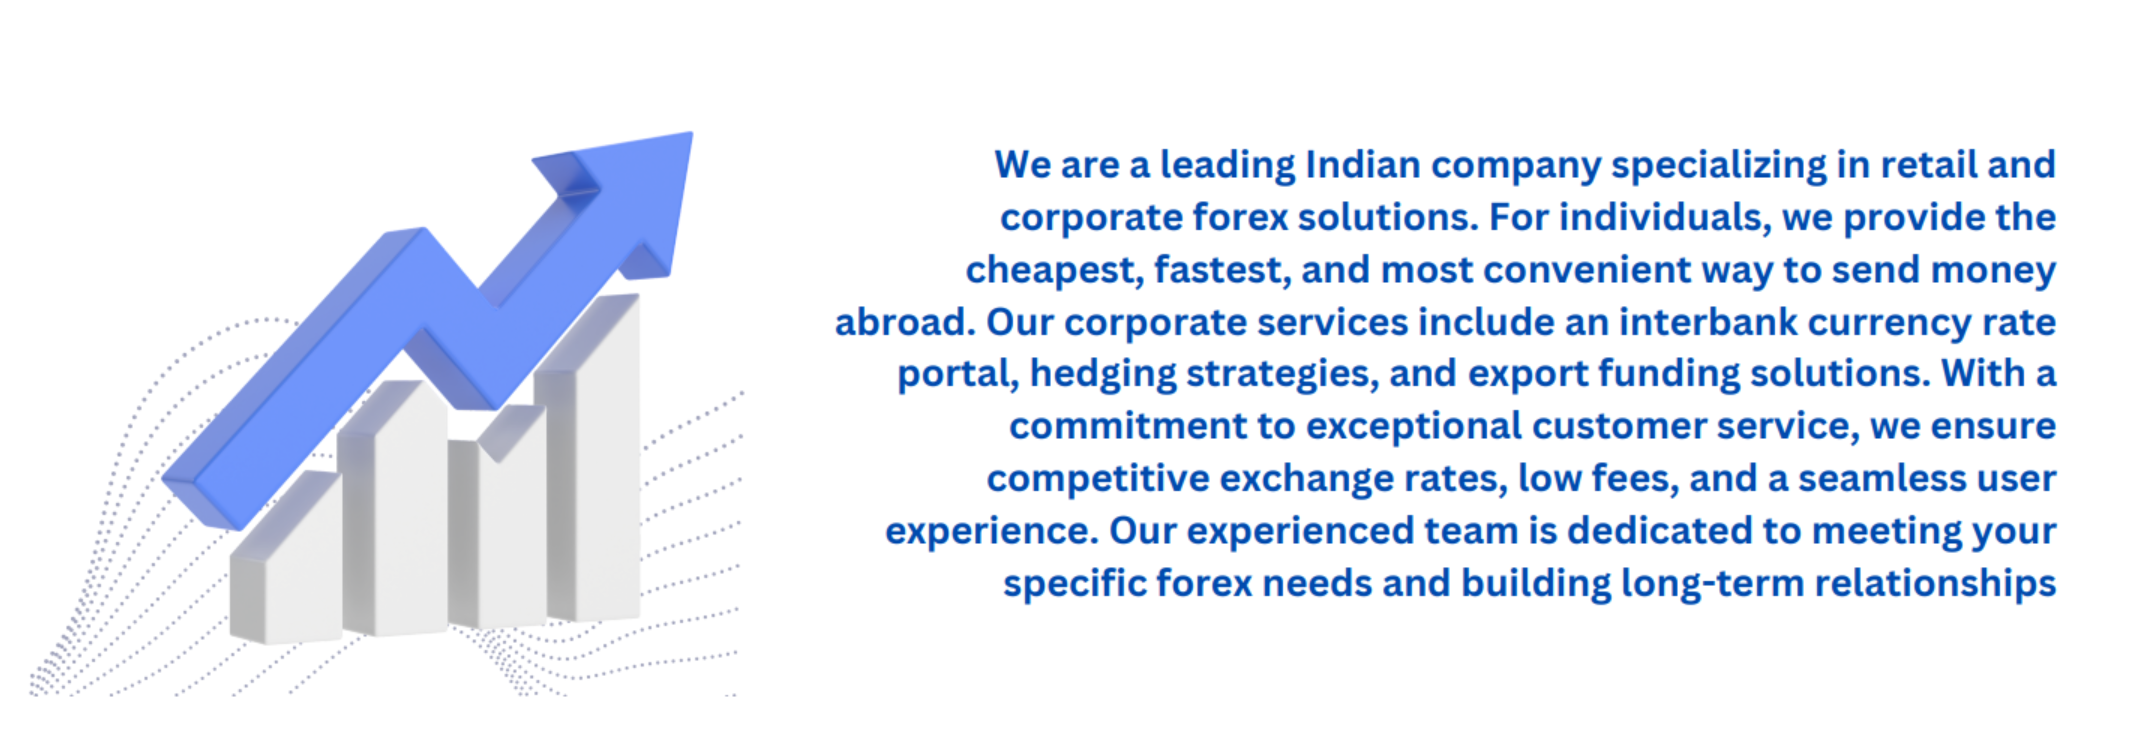 We are a leading Indian company specializing in retail and
corporate forex solutions. For individuals, we provide the
cheapest, fastest, and most convenient way to send money
abroad. Our corporate services include an interbank currency rate
portal, hedging strategies, and export funding solutions. With a
commitment to exceptional customer service, we ensure
competitive exchange rates, low fees, and a seamless user
experience. Our experienced team is dedicated to meeting your
specific forex needs and building long-term relationships